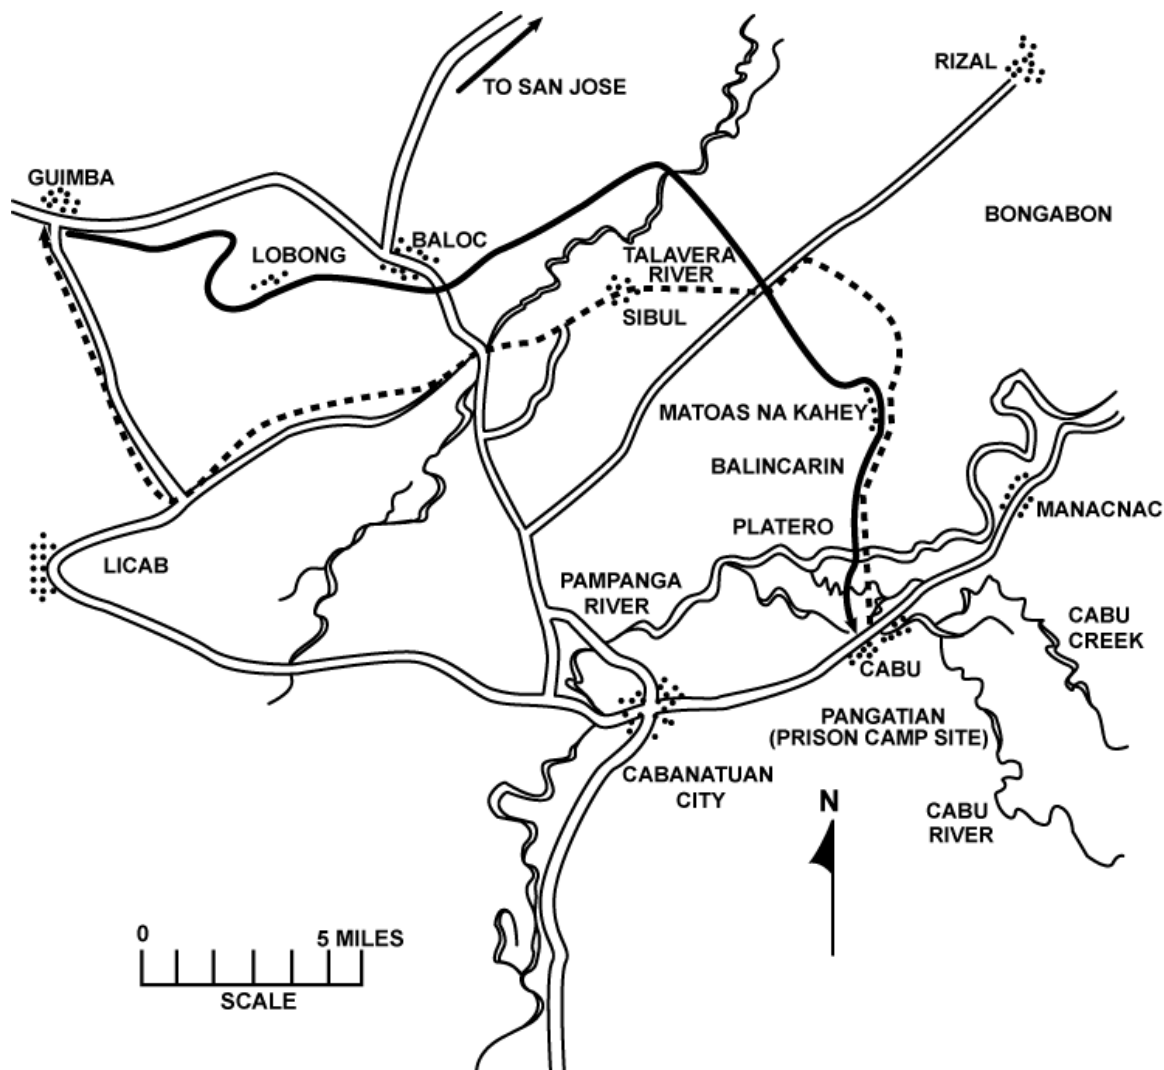 RIZAL
TO SAN JOSE
GUIMBA
BONGABON
BALOC
LOBONG
TALAVERA
RIVER
SIBUL
MATOAS NA KAHEY
BALINCARIN
MANACNAC
PLATERO
LICAB
PAMPANGA
RIVER
CABU
CREEK
CABU
PANGATIAN
(PRISON CAMP SITE)
CABANATUAN
CITY
N
CABU
RIVER
0
5 MILES
SCALE